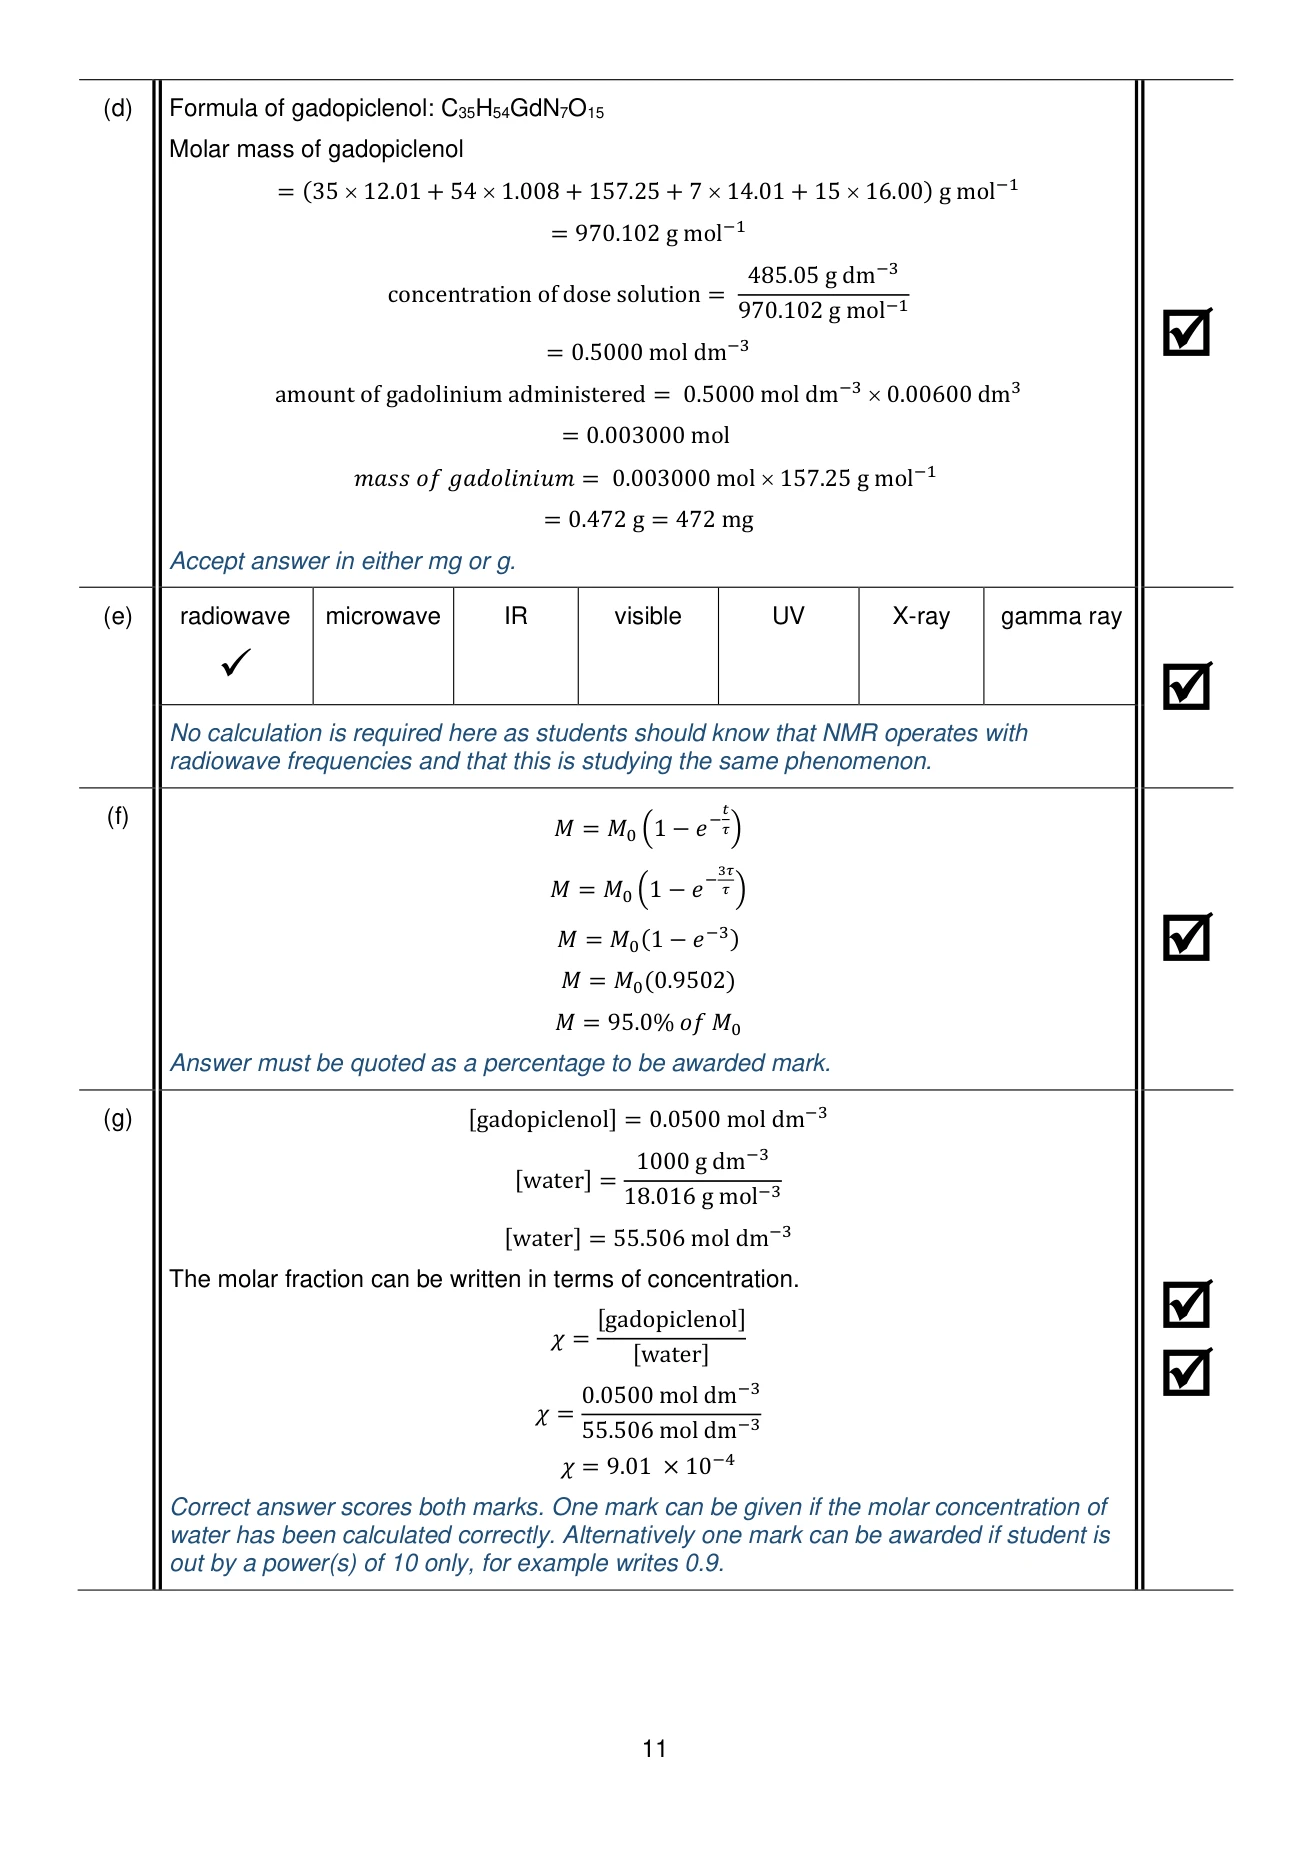 (d)
Formula of gadopiclenol: C₃₅H₅₄GdN₇O₁₅
Molar mass of gadopiclenol
= (35 × 12.01 + 54 × 1.008 + 157.25 + 7 × 14.01 + 15 × 16.00) g mol⁻¹
= 970.102 g mol⁻¹
concentration of dose solution = 485.05 g dm⁻³ / 970.102 g mol⁻¹
= 0.5000 mol dm⁻³
amount of gadolinium administered = 0.5000 mol dm⁻³ × 0.00600 dm³
= 0.003000 mol
mass of gadolinium = 0.003000 mol × 157.25 g mol⁻¹
= 0.472 g = 472 mg
Accept answer in either mg or g.
(e)
radiowave microwave IR visible UV X-ray gamma ray
✓
No calculation is required here as students should know that NMR operates with
radiowave frequencies and that this is studying the same phenomenon.
(f)
M = M₀ (1 − e^(−t/τ))
M = M₀ (1 − e^(−3τ/τ))
M = M₀(1 − e⁻³)
M = M₀(0.9502)
M = 95.0% of M₀
Answer must be quoted as a percentage to be awarded mark.
(g)
[gadopiclenol] = 0.0500 mol dm⁻³
[water] = 1000 g dm⁻³ / 18.016 g mol⁻³
[water] = 55.506 mol dm⁻³
The molar fraction can be written in terms of concentration.
χ = [gadopiclenol] / [water]
χ = 0.0500 mol dm⁻³ / 55.506 mol dm⁻³
χ = 9.01 × 10⁻⁴
Correct answer scores both marks. One mark can be given if the molar concentration of
water has been calculated correctly. Alternatively one mark can be awarded if student is
out by a power(s) of 10 only, for example writes 0.9.
11